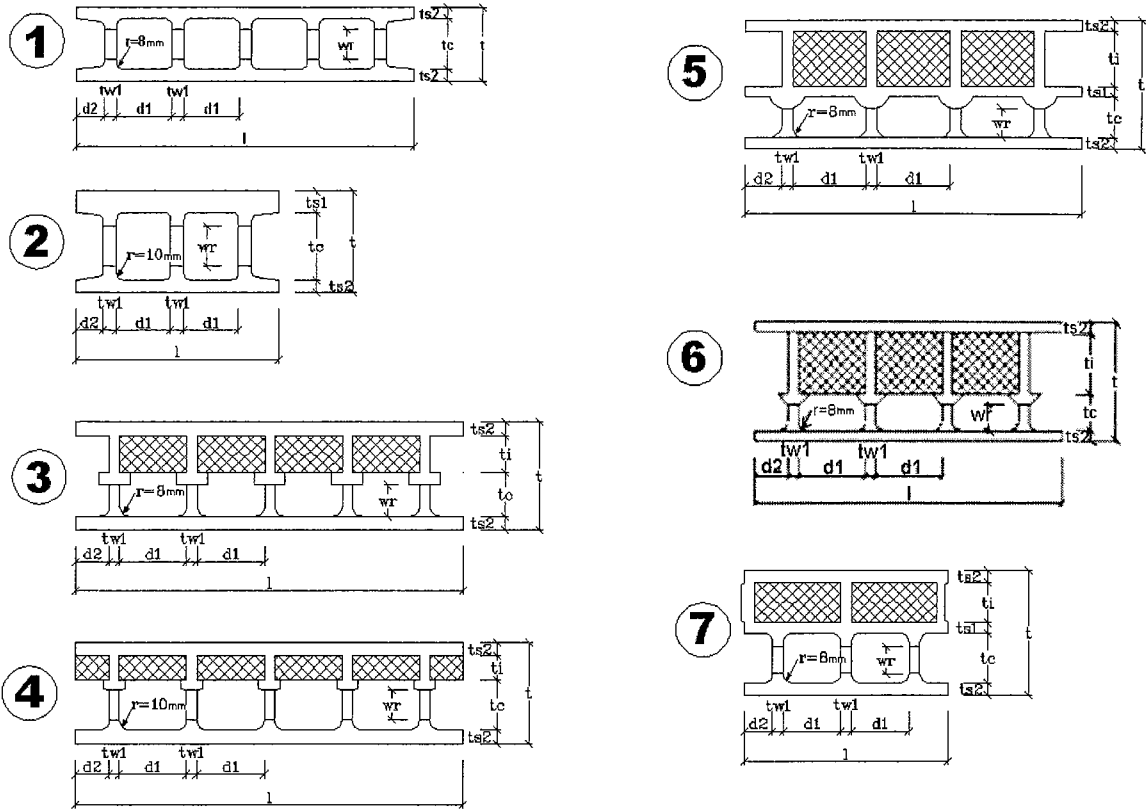 1
r=8mm
wr
ts2
tc
t
ts2
tw1 tw1
d2 d1 d1
l
2
r=10mm
wr
ts1
tc
t
ts2
tw1 tw1
d2 d1 d1
l
3
r=8mm
wr
ts2
ti
tc
t
ts2
tw1 tw1
d2 d1 d1
l
4
r=10mm
wr
ts2
ti
tc
t
ts2
tw1 tw1
d2 d1 d1
l
5
r=8mm
wr
ts2
ti
ts1
tc
t
ts2
tw1 tw1
d2 d1 d1
l
6
r=8mm
ts2
ti
tc
t
ts2
tw1 tw1
d2 d1 d1
l
7
r=8mm
wr
ts2
ti
ts1
tc
t
ts2
tw1 tw1
d2 d1 d1
l